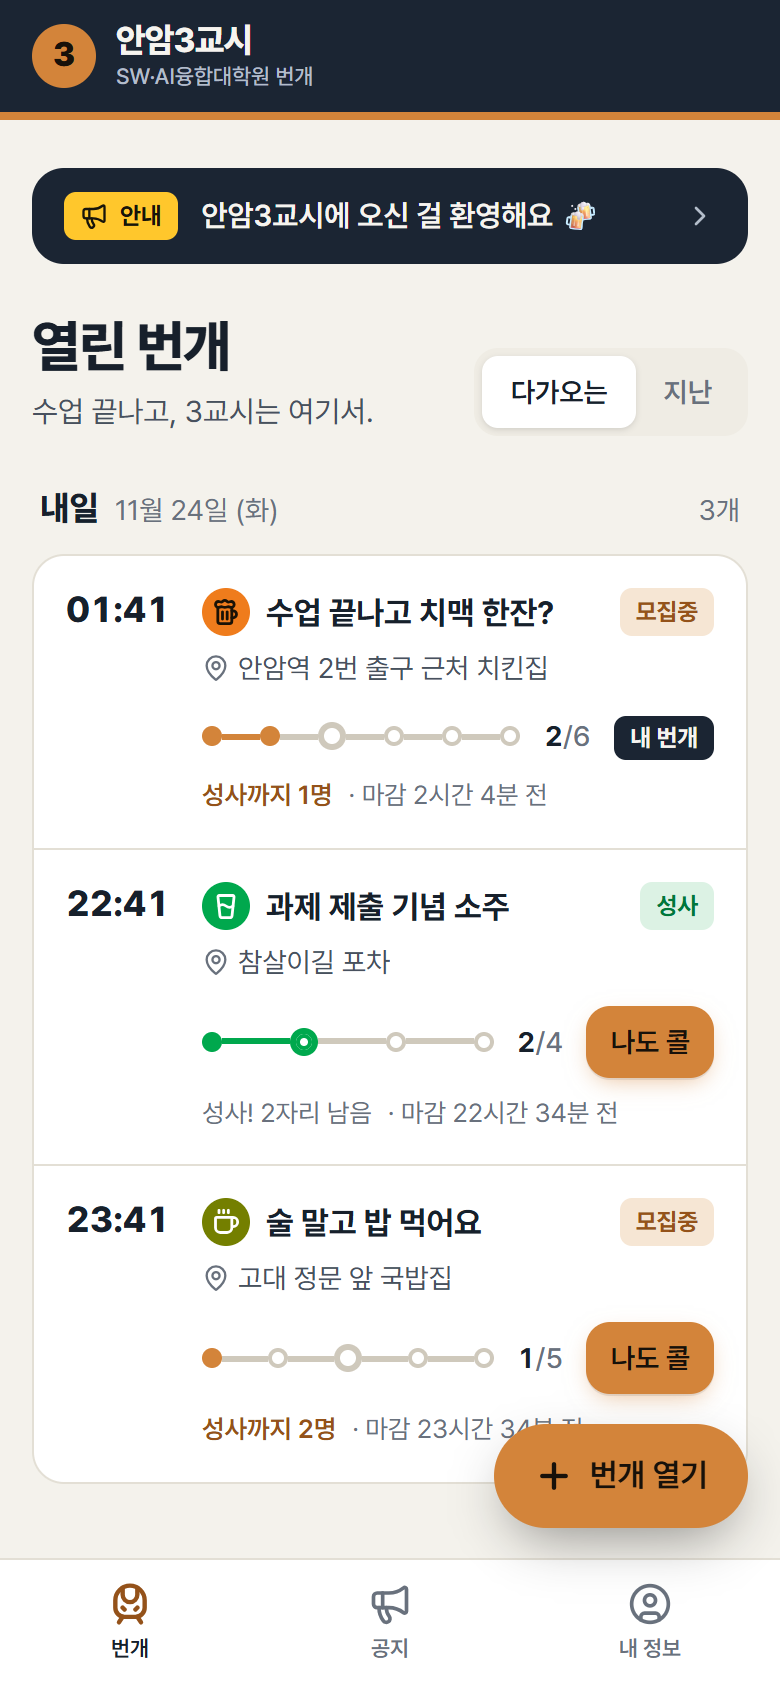 3
안암3교시
SW·AI융합대학원 번개
안내 안암3교시에 오신 걸 환영해요 🍻
열린 번개
수업 끝나고, 3교시는 여기서.
다가오는 지난
내일 11월 24일 (화) 3개
01:41 수업 끝나고 치맥 한잔? 모집중
안암역 2번 출구 근처 치킨집
2/6 내 번개
성사까지 1명 · 마감 2시간 4분 전
22:41 과제 제출 기념 소주 성사
참살이길 포차
2/4 나도 콜
성사! 2자리 남음 · 마감 22시간 34분 전
23:41 술 말고 밥 먹어요 모집중
고대 정문 앞 국밥집
1/5 나도 콜
성사까지 2명 · 마감 23시간 34분 전
+ 번개 열기
번개 공지 내 정보